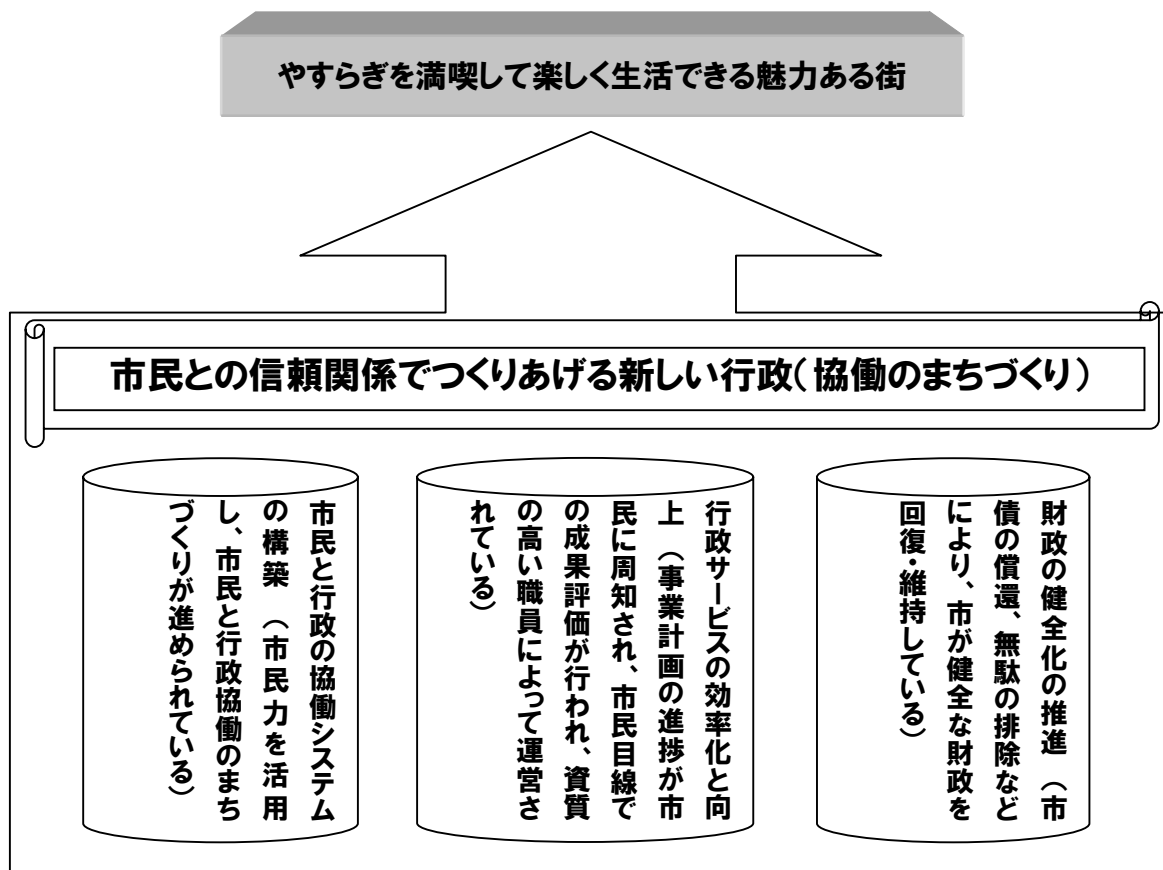 やすらぎを満喫して楽しく生活できる魅力ある街
市民との信頼関係でつくりあげる新しい行政（協働のまちづくり）
財政の健全化の推進　（市
債の償還、無駄の排除など
により、市が健全な財政を
回復・維持している）
行政サービスの効率化と向
上　（事業計画の進捗が市
民に周知され、市民目線で
の成果評価が行われ、資質
の高い職員によって運営さ
れている）
市民と行政の協働システム
の構築　（市民力を活用
し、市民と行政協働のまち
づくりが進められている）